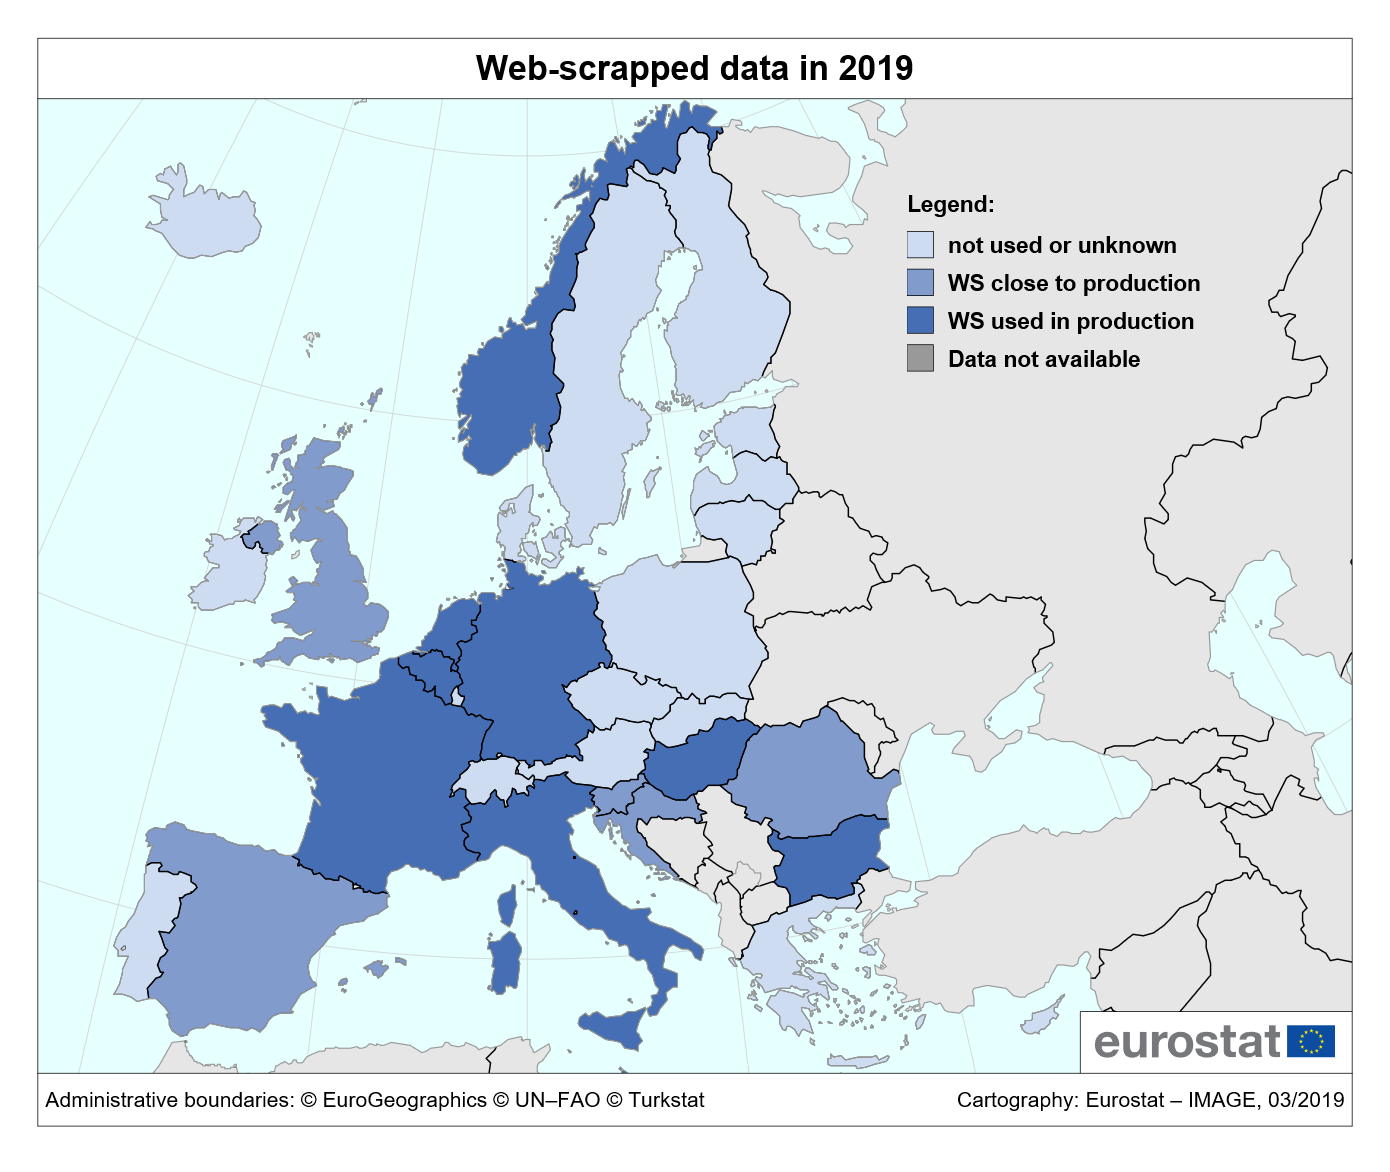 Web-scrapped data in 2019
Legend:
not used or unknown
WS close to production
WS used in production
Data not available
eurostat
Administrative boundaries: © EuroGeographics © UN–FAO © Turkstat
Cartography: Eurostat – IMAGE, 03/2019